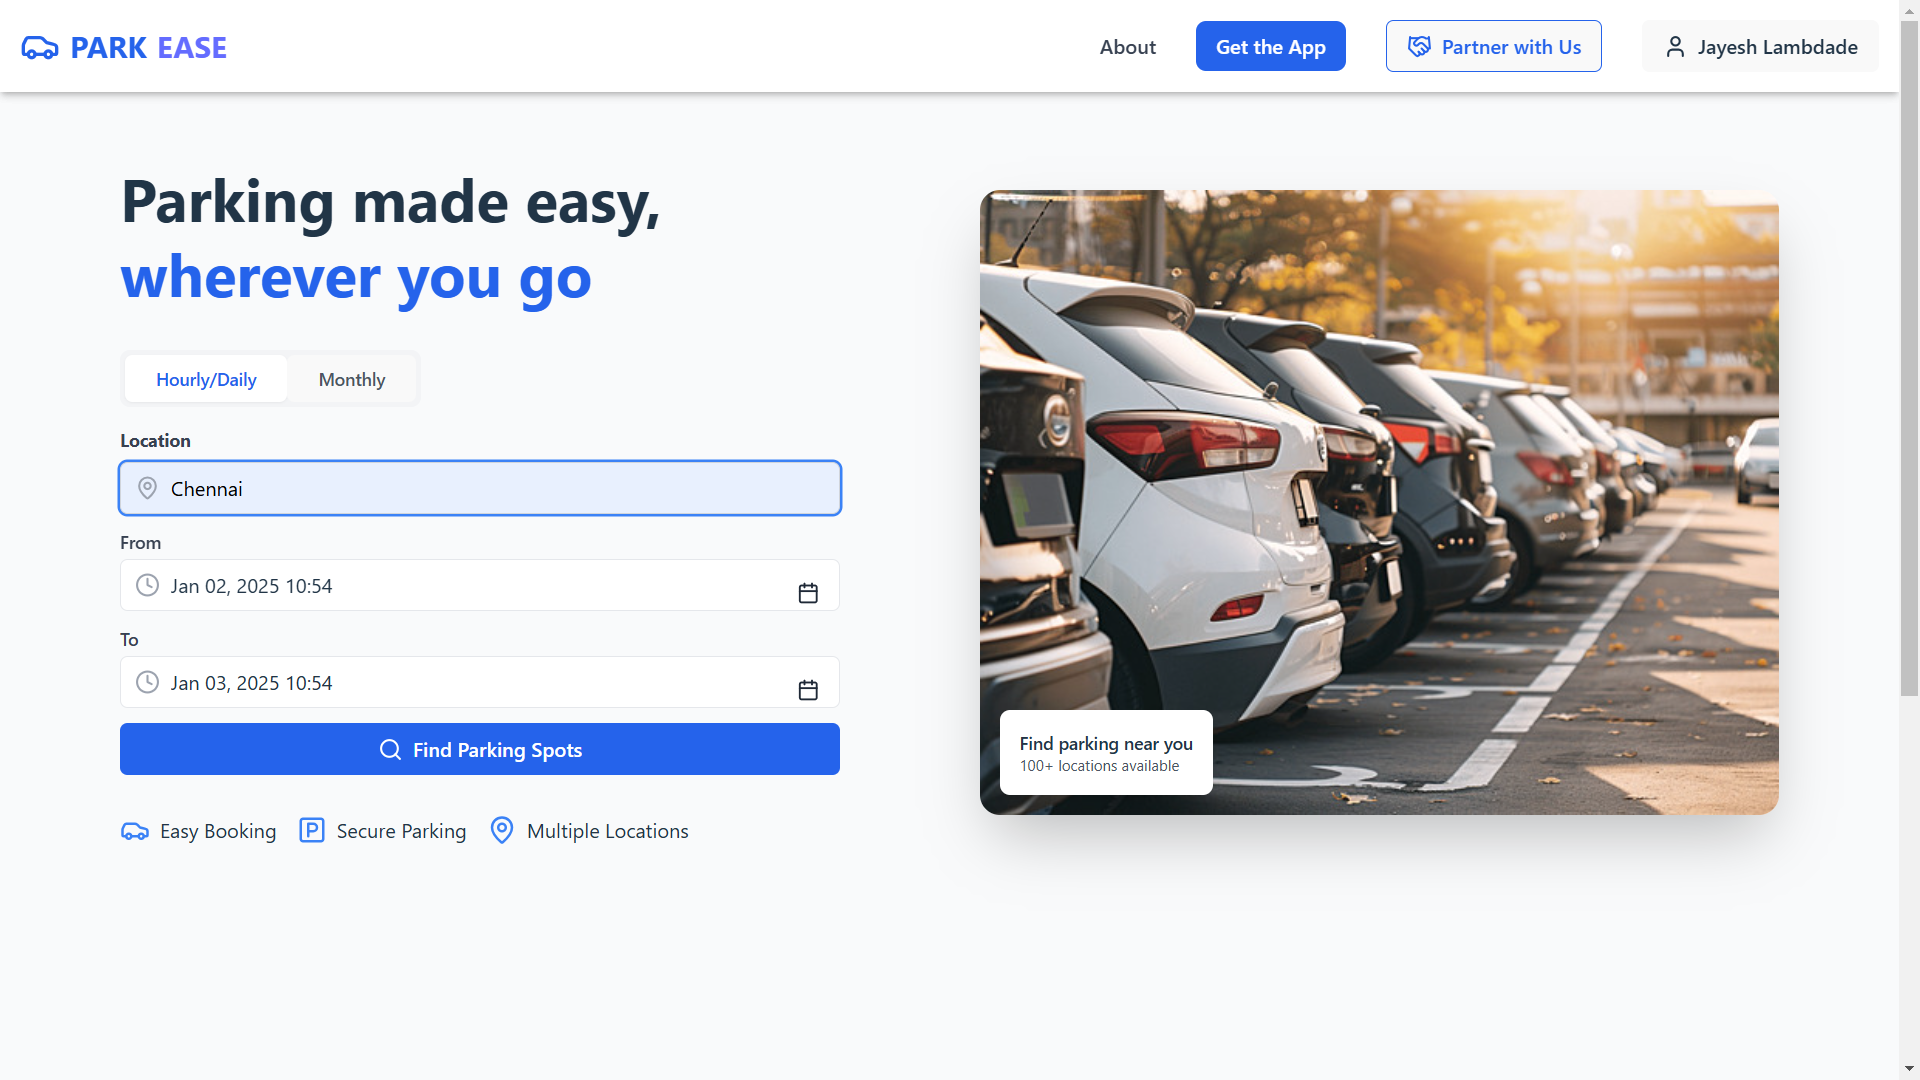 PARK EASE
About
Get the App
Partner with Us
Jayesh Lambdade
Parking made easy,
wherever you go
Hourly/Daily
Monthly
Location
Chennai
From
Jan 02, 2025 10:54
To
Jan 03, 2025 10:54
Find Parking Spots
Easy Booking
P
Secure Parking
Multiple Locations
Find parking near you
100+ locations available